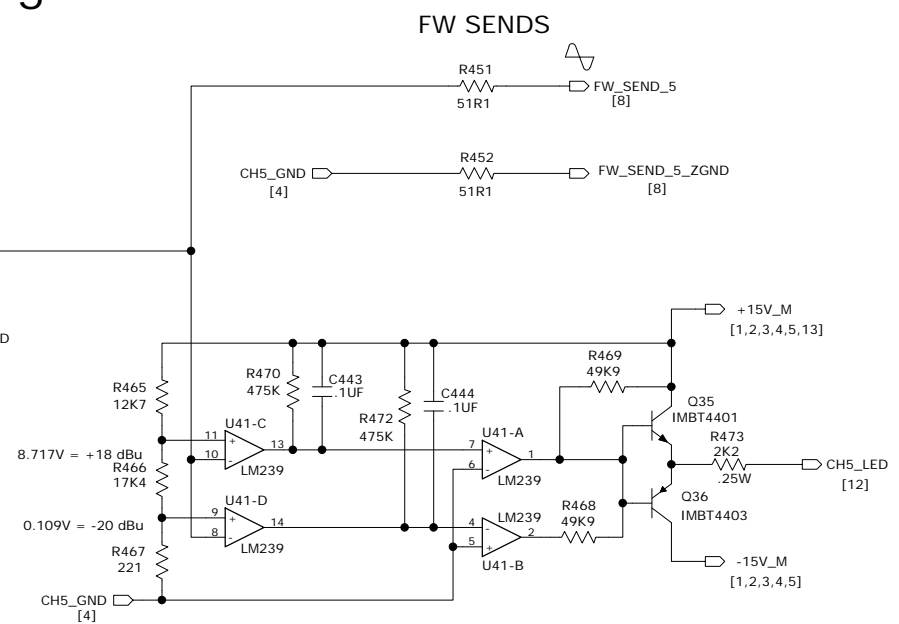 FW SENDS
R451
51R1
FW_SEND_5
[8]
CH5_GND
[4]
R452
51R1
FW_SEND_5_ZGND
[8]
D
+15V_M
[1,2,3,4,5,13]
R465
12K7
R470
475K
C443
.1UF
R472
475K
C444
.1UF
R469
49K9
Q35
IMBT4401
U41-C
11
+
10
-
13
LM239
8.717V = +18 dBu
R466
17K4
U41-A
7
+
6
-
1
LM239
R473
2K2
.25W
CH5_LED
[12]
U41-D
9
+
8
-
14
LM239
0.109V = -20 dBu
R467
221
LM239
4
-
5
+
2
U41-B
R468
49K9
Q36
IMBT4403
-15V_M
[1,2,3,4,5]
CH5_GND
[4]